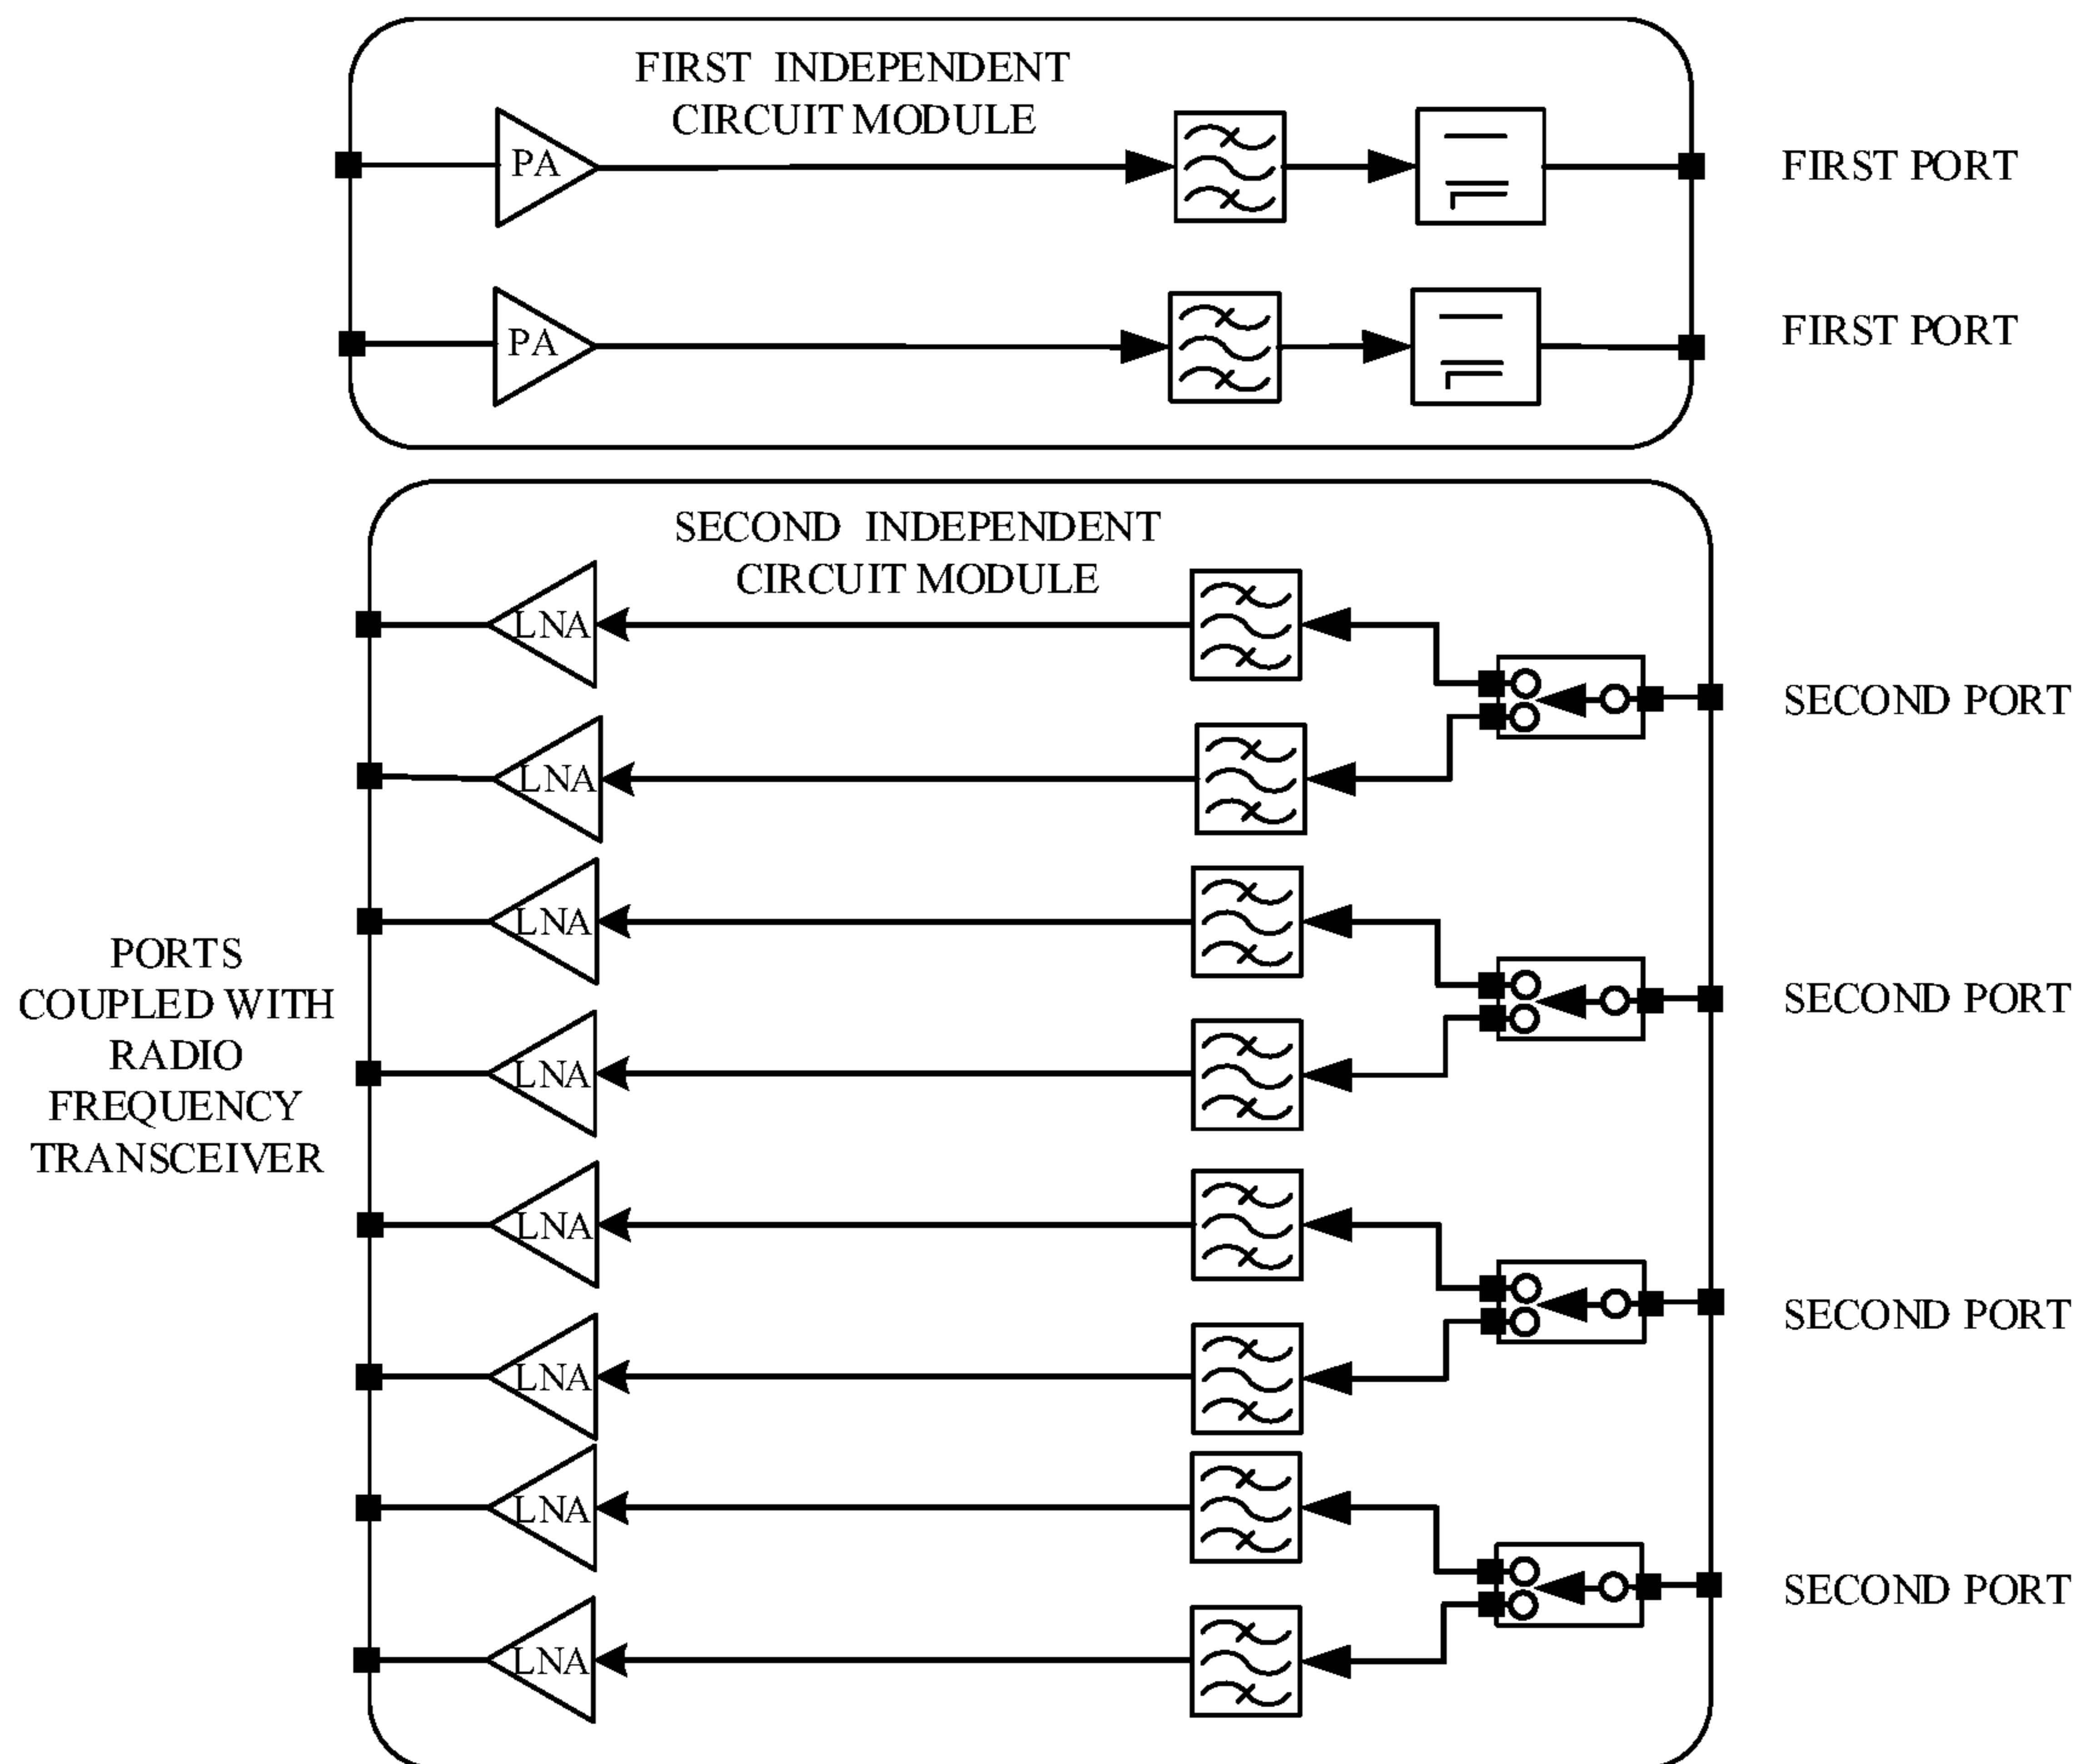 FIRST INDEPENDENT
CIRCUIT MODULE
PA
FIRST PORT
PA
FIRST PORT
SECOND INDEPENDENT
CIRCUIT MODULE
LNA
SECOND PORT
LNA
LNA
SECOND PORT
LNA
PORTS
COUPLED WITH
RADIO
FREQUENCY
TRANSCEIVER
LNA
SECOND PORT
LNA
LNA
SECOND PORT
LNA